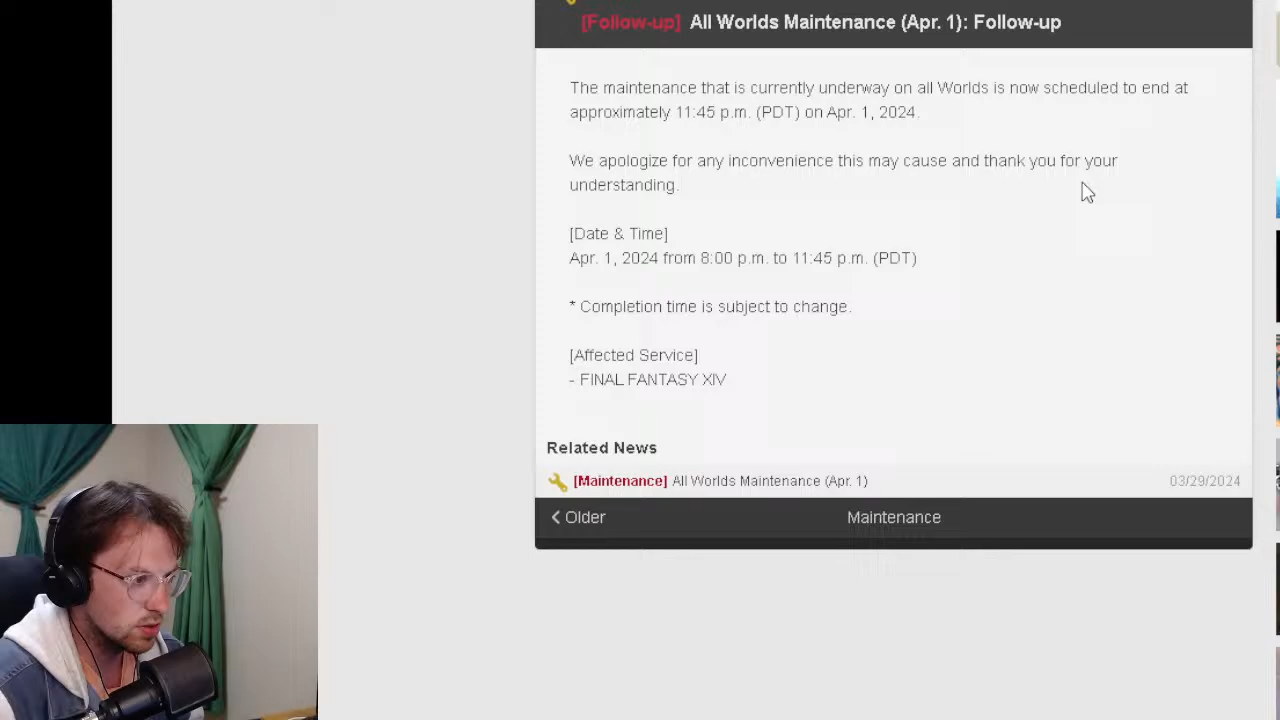 [Follow-up] All Worlds Maintenance (Apr. 1): Follow-up
The maintenance that is currently underway on all Worlds is now scheduled to end at
approximately 11:45 p.m. (PDT) on Apr. 1, 2024.
We apologize for any inconvenience this may cause and thank you for your
understanding.
[Date & Time]
Apr. 1, 2024 from 8:00 p.m. to 11:45 p.m. (PDT)
* Completion time is subject to change.
[Affected Service]
- FINAL FANTASY XIV
Related News
[Maintenance] All Worlds Maintenance (Apr. 1) 03/29/2024
Older Maintenance